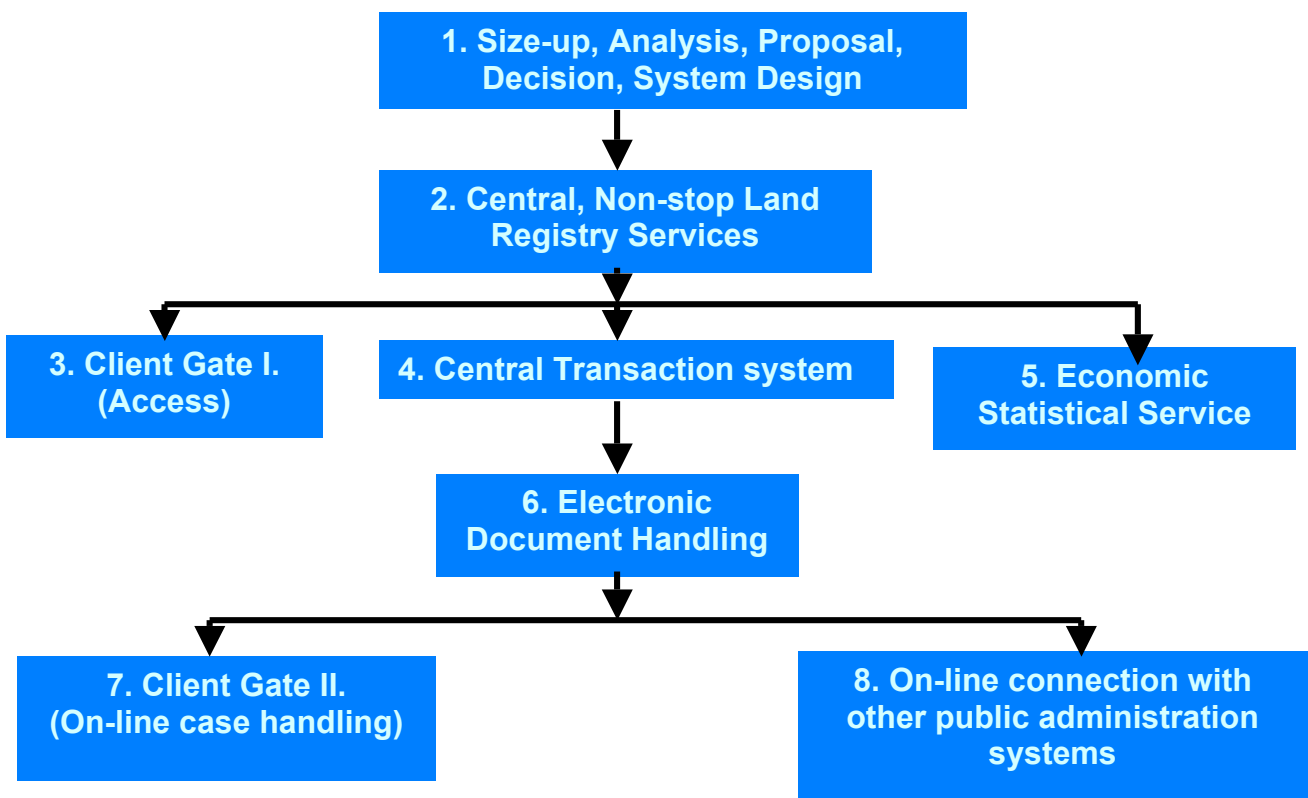 1. Size-up, Analysis, Proposal,
Decision, System Design
2. Central, Non-stop Land
Registry Services
3. Client Gate I.
(Access)
4. Central Transaction system
5. Economic
Statistical Service
6. Electronic
Document Handling
7. Client Gate II.
(On-line case handling)
8. On-line connection with
other public administration
systems